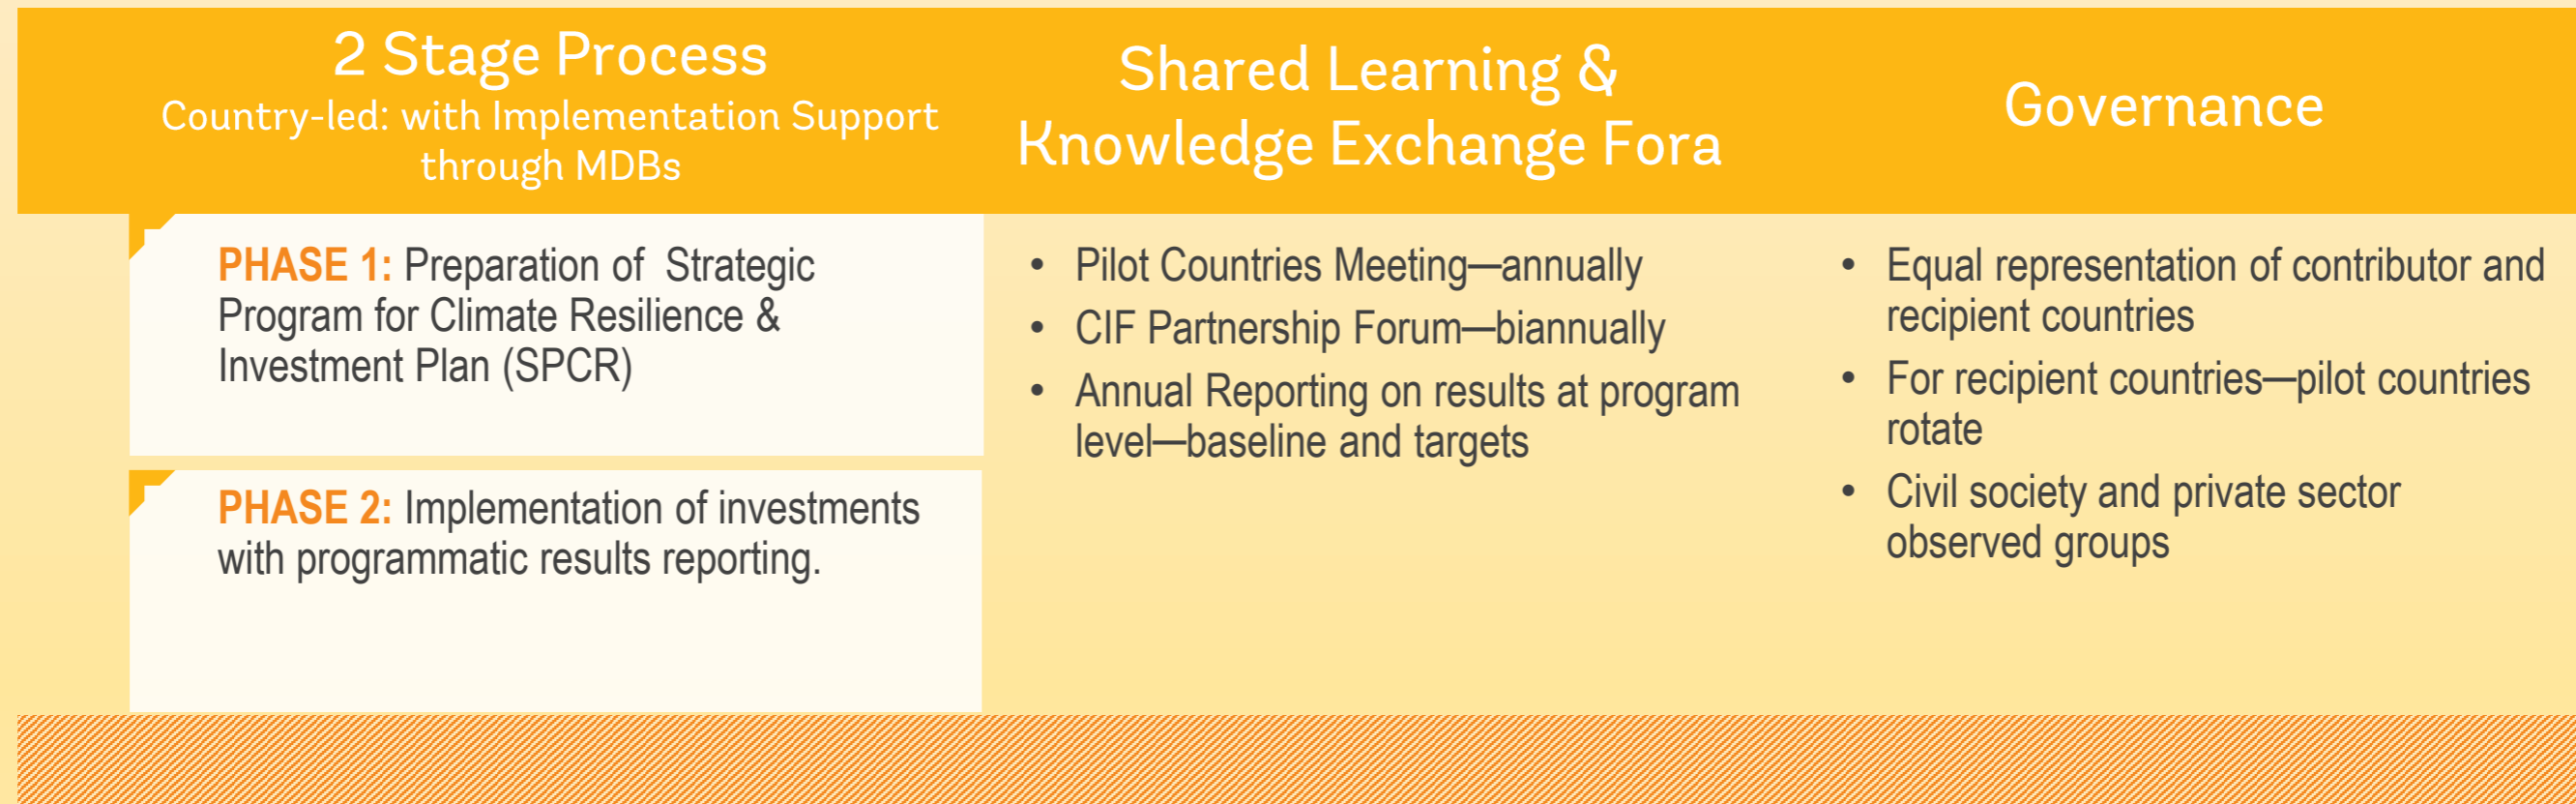 2 Stage Process
Country-led: with Implementation Support
through MDBs
PHASE 1: Preparation of  Strategic
Program for Climate Resilience &
Investment Plan (SPCR)
PHASE 2: Implementation of investments
with programmatic results reporting.
Shared Learning &
Knowledge Exchange Fora
• Pilot Countries Meeting—annually
• CIF Partnership Forum—biannually
• Annual Reporting on results at program
level—baseline and targets
Governance
• Equal representation of contributor and
recipient countries
• For recipient countries—pilot countries
rotate
• Civil society and private sector
observed groups